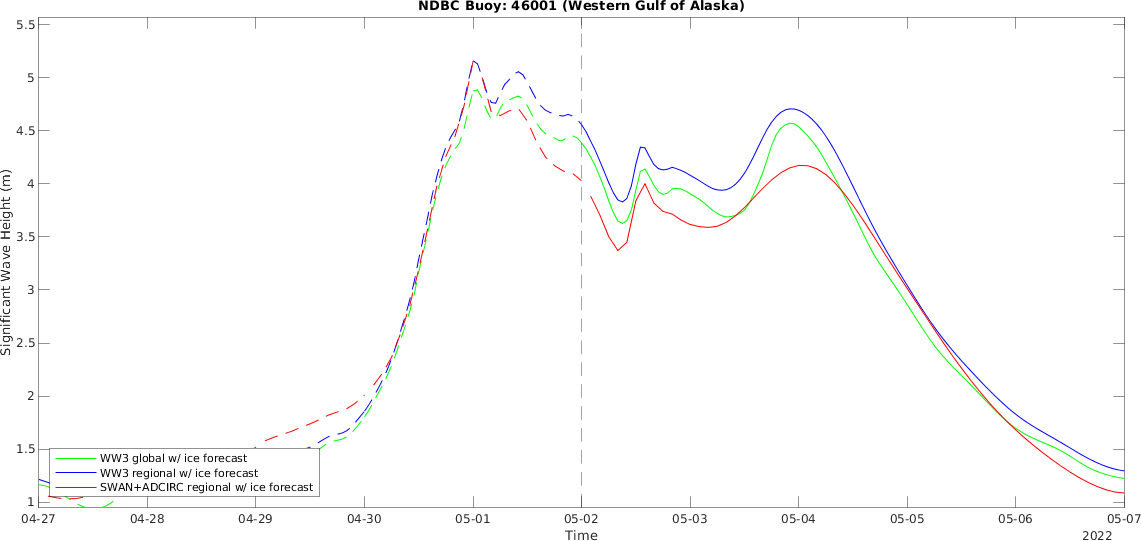 NDBC Buoy: 46001 (Western Gulf of Alaska)
5.5
5
4.5
4
3.5
3
2.5
2
1.5
1
Significant Wave Height (m)
WW3 global w/ ice forecast
WW3 regional w/ ice forecast
SWAN+ADCIRC regional w/ ice forecast
04-27 04-28 04-29 04-30 05-01 05-02 05-03 05-04 05-05 05-06 05-07
Time
2022